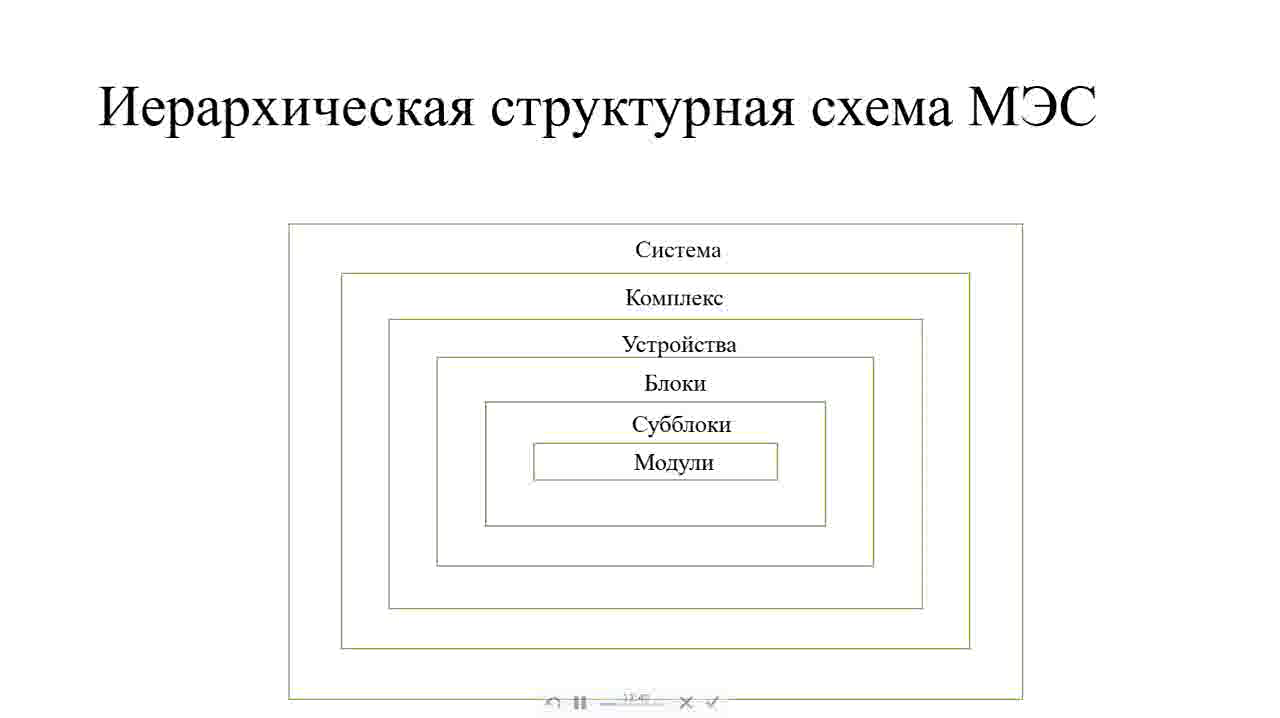 Иерархическая структурная схема МЭС
Система
Комплекс
Устройства
Блоки
Субблоки
Модули